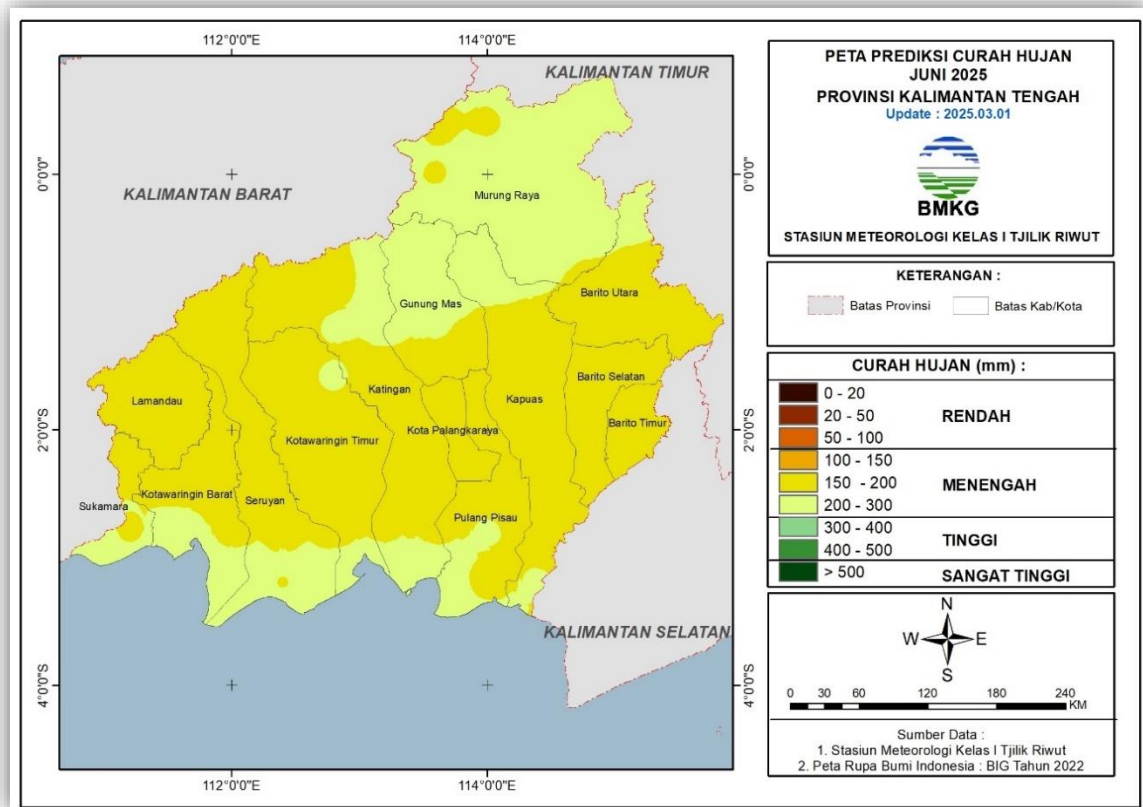 112°0'0"E
114°0'0"E
KALIMANTAN TIMUR
KALIMANTAN BARAT
0°0'0"
0°0'0"
Murung Raya
Gunung Mas
Barito Utara
Lamandau
Katingan
Kapuas
Barito Selatan
Kotawaringin Timur
Kota Palangkaraya
Barito Timur
2°0'0"S
2°0'0"S
Sukamara
Kotawaringin Barat
Seruyan
Pulang Pisau
KALIMANTAN SELATAN
4°0'0"S
4°0'0"S
112°0'0"E
114°0'0"E
PETA PREDIKSI CURAH HUJAN
JUNI 2025
PROVINSI KALIMANTAN TENGAH
Update : 2025.03.01
BMKG
STASIUN METEOROLOGI KELAS I TJILIK RIWUT
KETERANGAN :
Batas Provinsi
Batas Kab/Kota
CURAH HUJAN (mm) :
0 - 20
20 - 50
50 - 100
RENDAH
100 - 150
150 - 200
200 - 300
MENENGAH
300 - 400
400 - 500
TINGGI
> 500
SANGAT TINGGI
N
W
E
S
0 30 60 120 180 240
KM
Sumber Data :
1. Stasiun Meteorologi Kelas I Tjilik Riwut
2. Peta Rupa Bumi Indonesia : BIG Tahun 2022